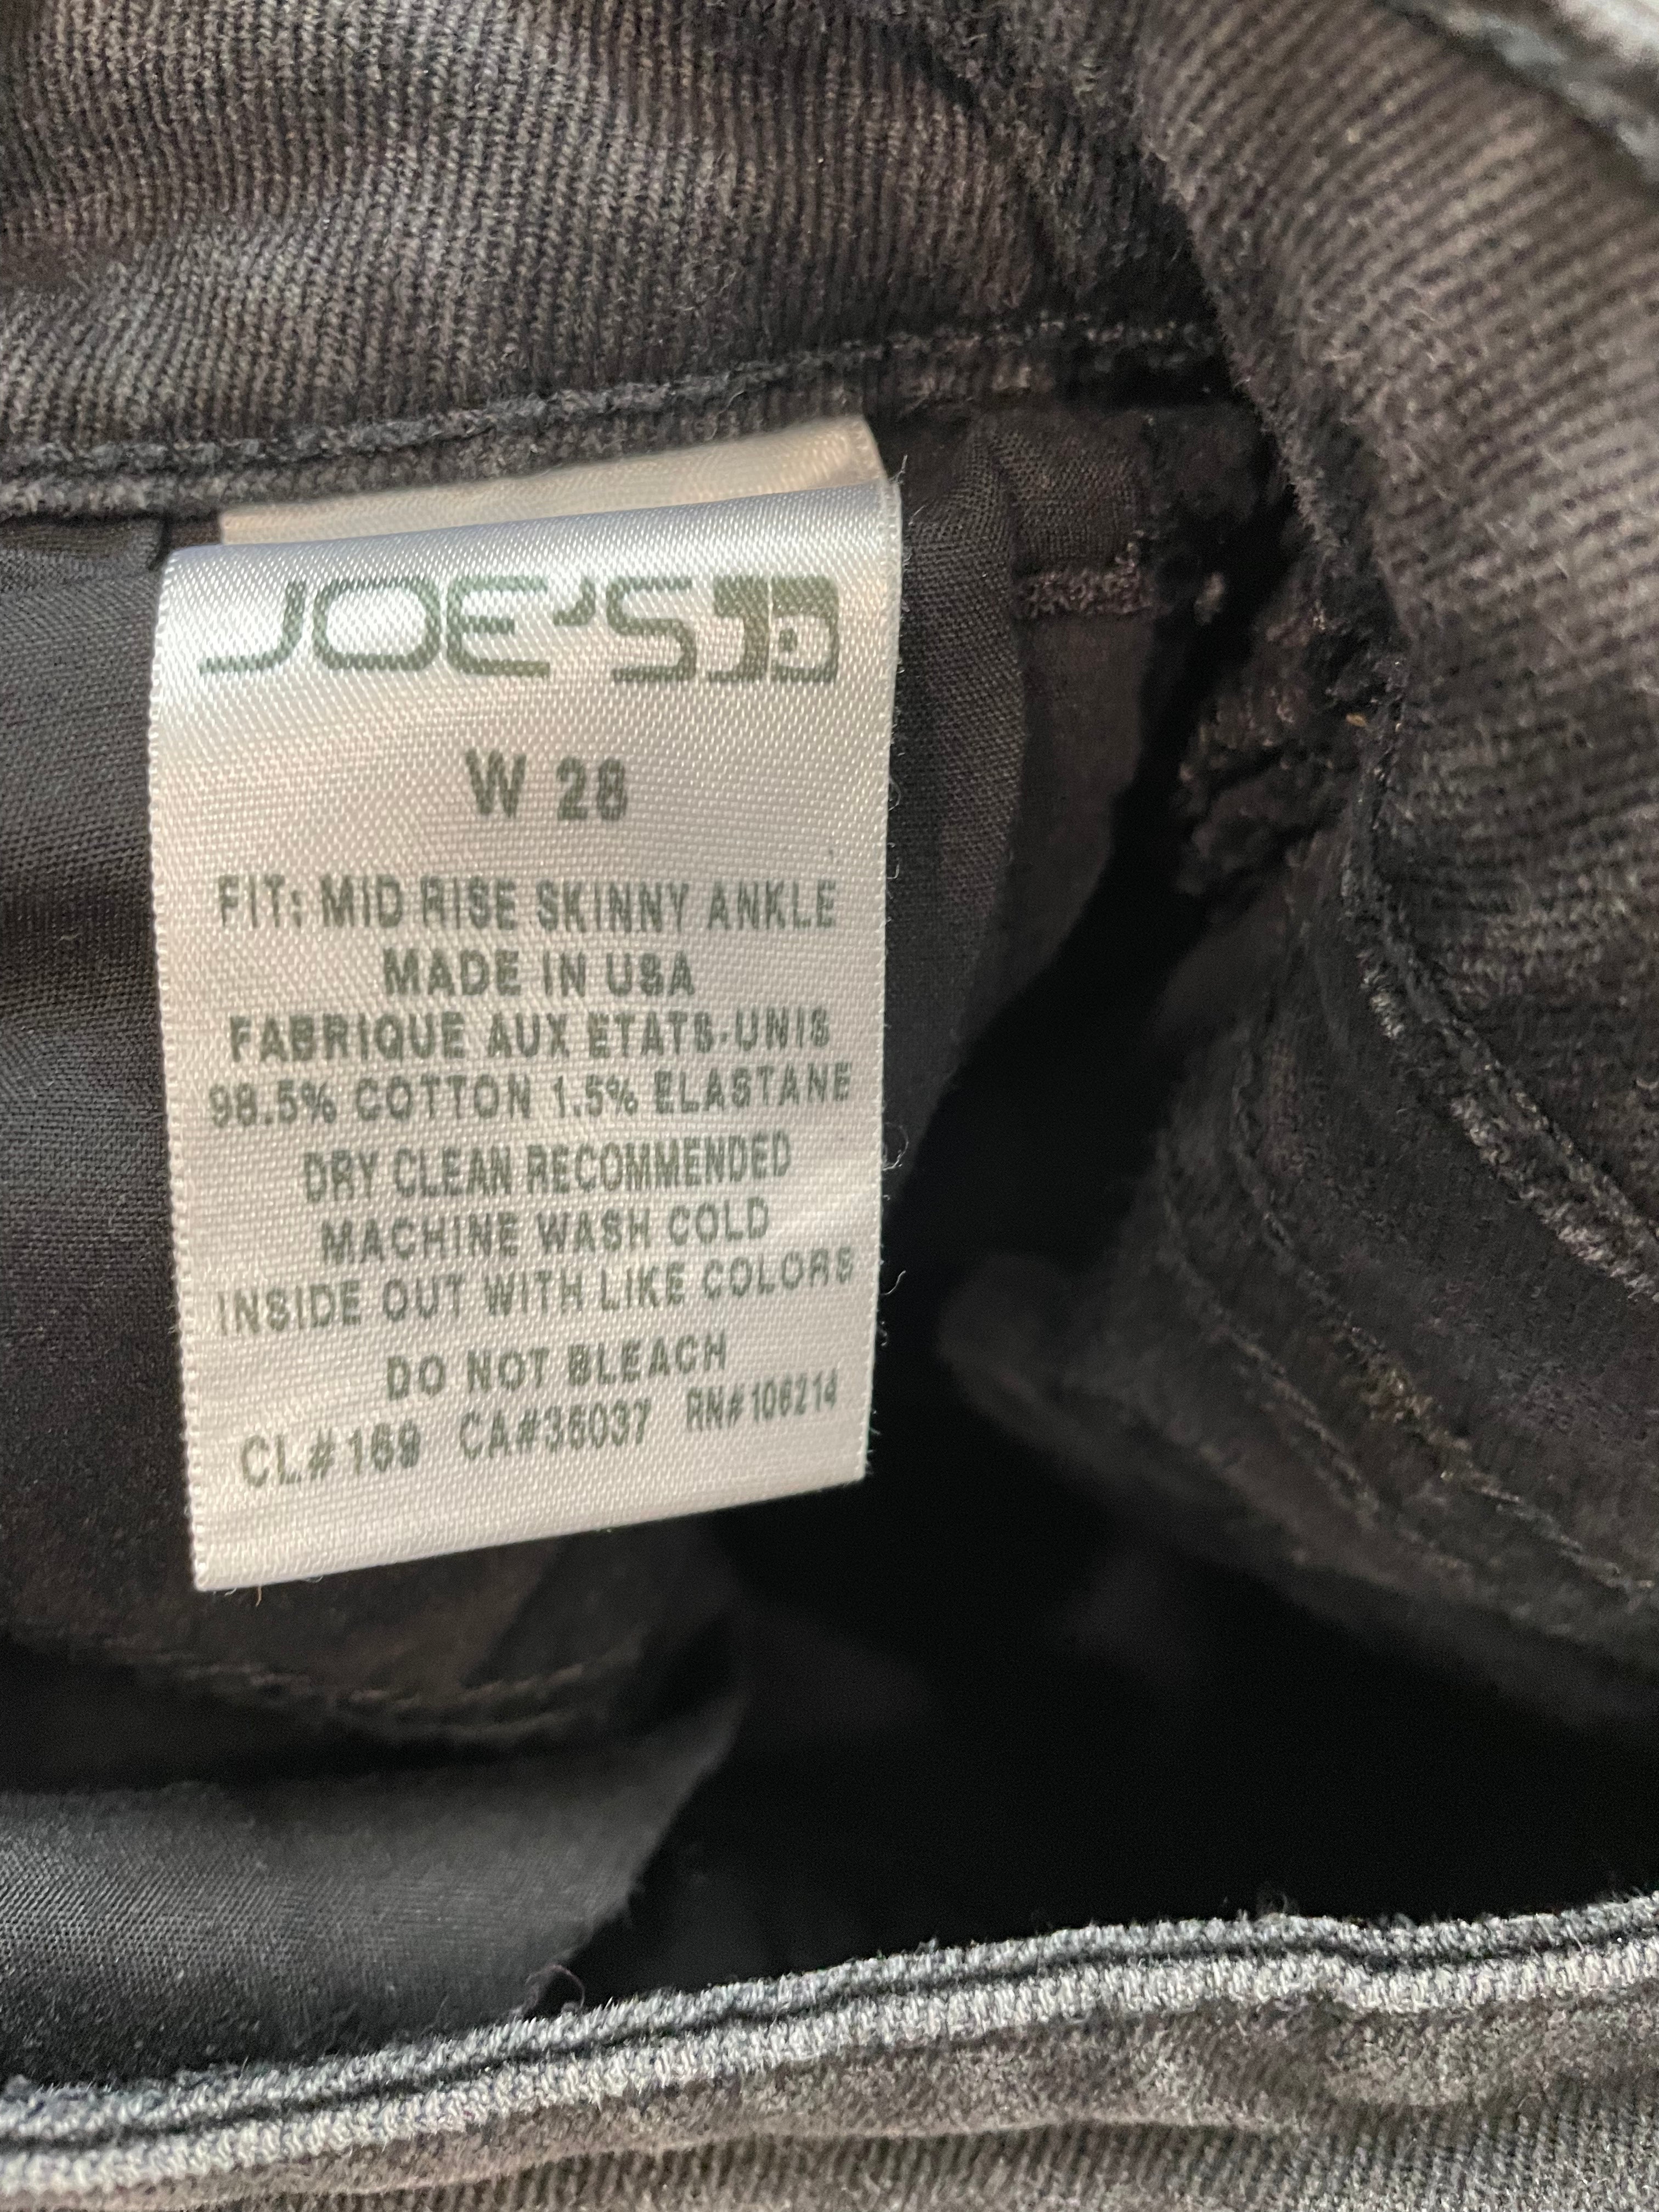 JOE'S
W 28
FIT: MID RISE SKINNY ANKLE
MADE IN USA
FABRIQUE AUX ETATS-UNIS
98.5% COTTON 1.5% ELASTANE
DRY CLEAN RECOMMENDED
MACHINE WASH COLD
INSIDE OUT WITH LIKE COLORS
DO NOT BLEACH
CL#169 CA#36037 RN#106214